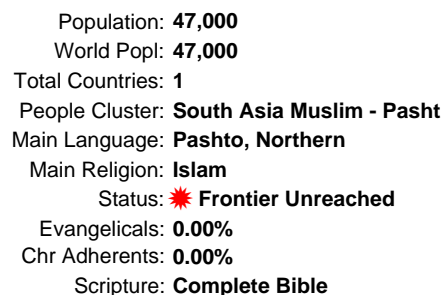 Population: 47,000
World Popl: 47,000
Total Countries: 1
People Cluster: South Asia Muslim - Pasht
Main Language: Pashto, Northern
Main Religion: Islam
Status: Frontier Unreached
Evangelicals: 0.00%
Chr Adherents: 0.00%
Scripture: Complete Bible